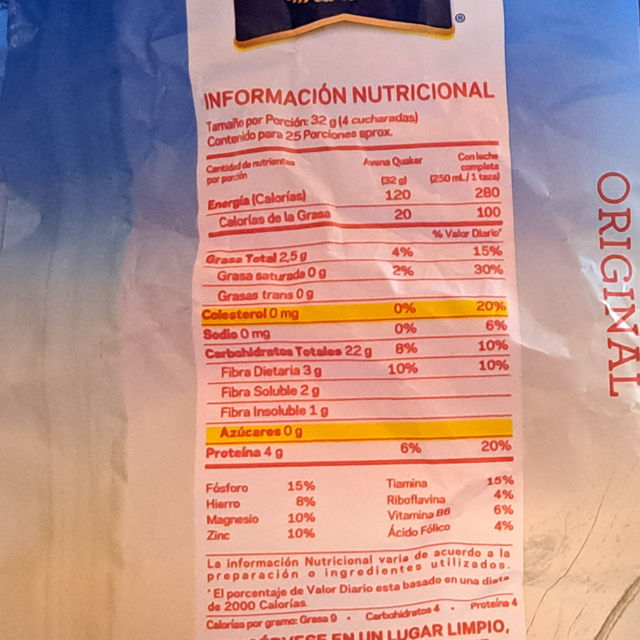 ®
INFORMACIÓN NUTRICIONAL
Tamaño por Porción: 32 g (4 cucharadas)
Contenido para 25 Porciones aprox.
Cantidad de nutrientes por porción Avena Quaker (32 g) Con leche completa (250 mL / 1 taza)
Energía (Calorías) 120 280
Calorías de la Grasa 20 100
% Valor Diario*
Grasa Total 2,5 g 4% 15%
Grasa saturada 0 g 2% 30%
Grasas trans 0 g
Colesterol 0 mg 0% 20%
Sodio 0 mg 0% 6%
Carbohidratos Totales 22 g 8% 10%
Fibra Dietaria 3 g 10% 10%
Fibra Soluble 2 g
Fibra Insoluble 1 g
Azúcares 0 g
Proteína 4 g 6% 20%
Fósforo 15% Tiamina 15%
Hierro 8% Riboflavina 4%
Magnesio 10% Vitamina B6 6%
Zinc 10% Ácido Fólico 4%
La información Nutricional varia de acuerdo a la
preparación o ingredientes utilizados.
*El porcentaje de Valor Diario esta basado en una dieta
de 2000 Calorías.
Calorías por gramo: Grasa 9 • Carbohidratos 4 • Proteína 4
EN UN LUGAR LIMPIO,
ORIGINAL